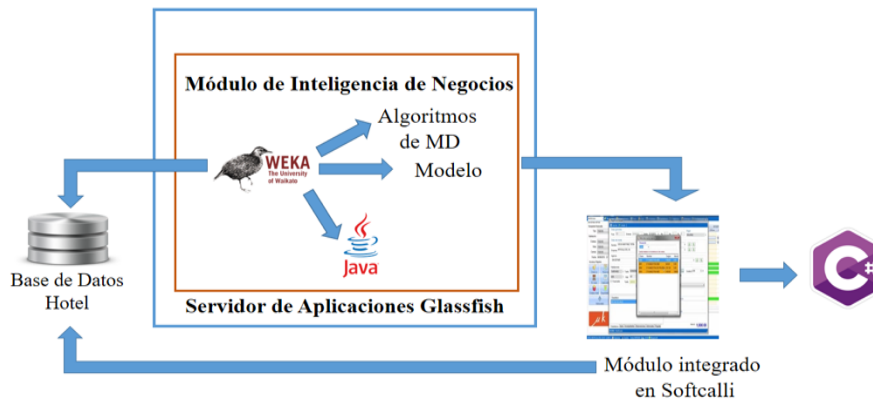 Módulo de Inteligencia de Negocios
Algoritmos
de MD
Modelo
WEKA
The University
of Waikato
Java
Servidor de Aplicaciones Glassfish
Base de Datos
Hotel
C#
Módulo integrado
en Softcalli